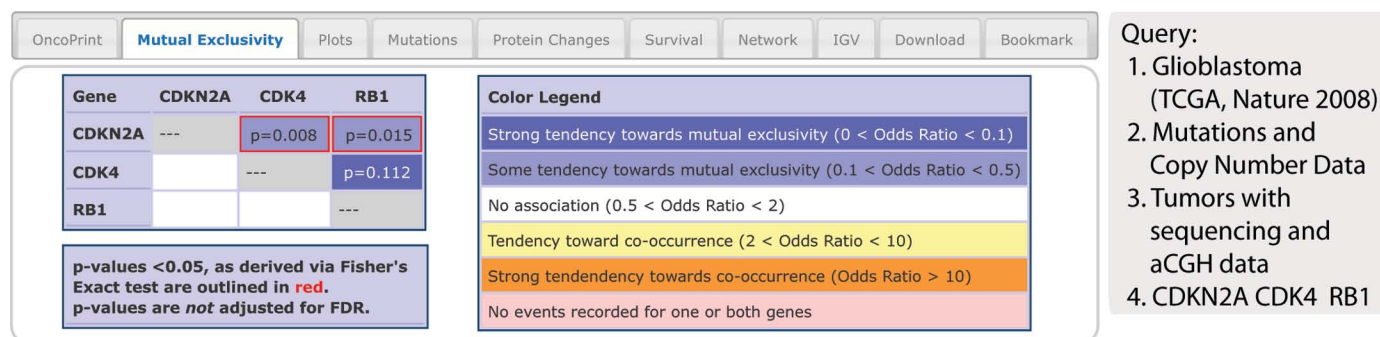 OncoPrint Mutual Exclusivity Plots Mutations Protein Changes Survival Network IGV Download Bookmark
Gene CDKN2A CDK4 RB1
CDKN2A --- p=0.008 p=0.015
CDK4 --- p=0.112
RB1 ---
p-values <0.05, as derived via Fisher's
Exact test are outlined in red.
p-values are not adjusted for FDR.
Color Legend
Strong tendency towards mutual exclusivity (0 < Odds Ratio < 0.1)
Some tendency towards mutual exclusivity (0.1 < Odds Ratio < 0.5)
No association (0.5 < Odds Ratio < 2)
Tendency toward co-occurrence (2 < Odds Ratio < 10)
Strong tendendency towards co-occurrence (Odds Ratio > 10)
No events recorded for one or both genes
Query:
1. Glioblastoma
(TCGA, Nature 2008)
2. Mutations and
Copy Number Data
3. Tumors with
sequencing and
aCGH data
4. CDKN2A CDK4 RB1